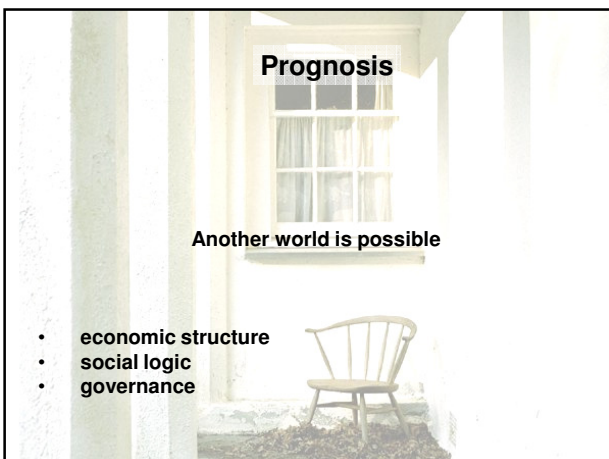 Prognosis
Another world is possible
• economic structure
• social logic
• governance